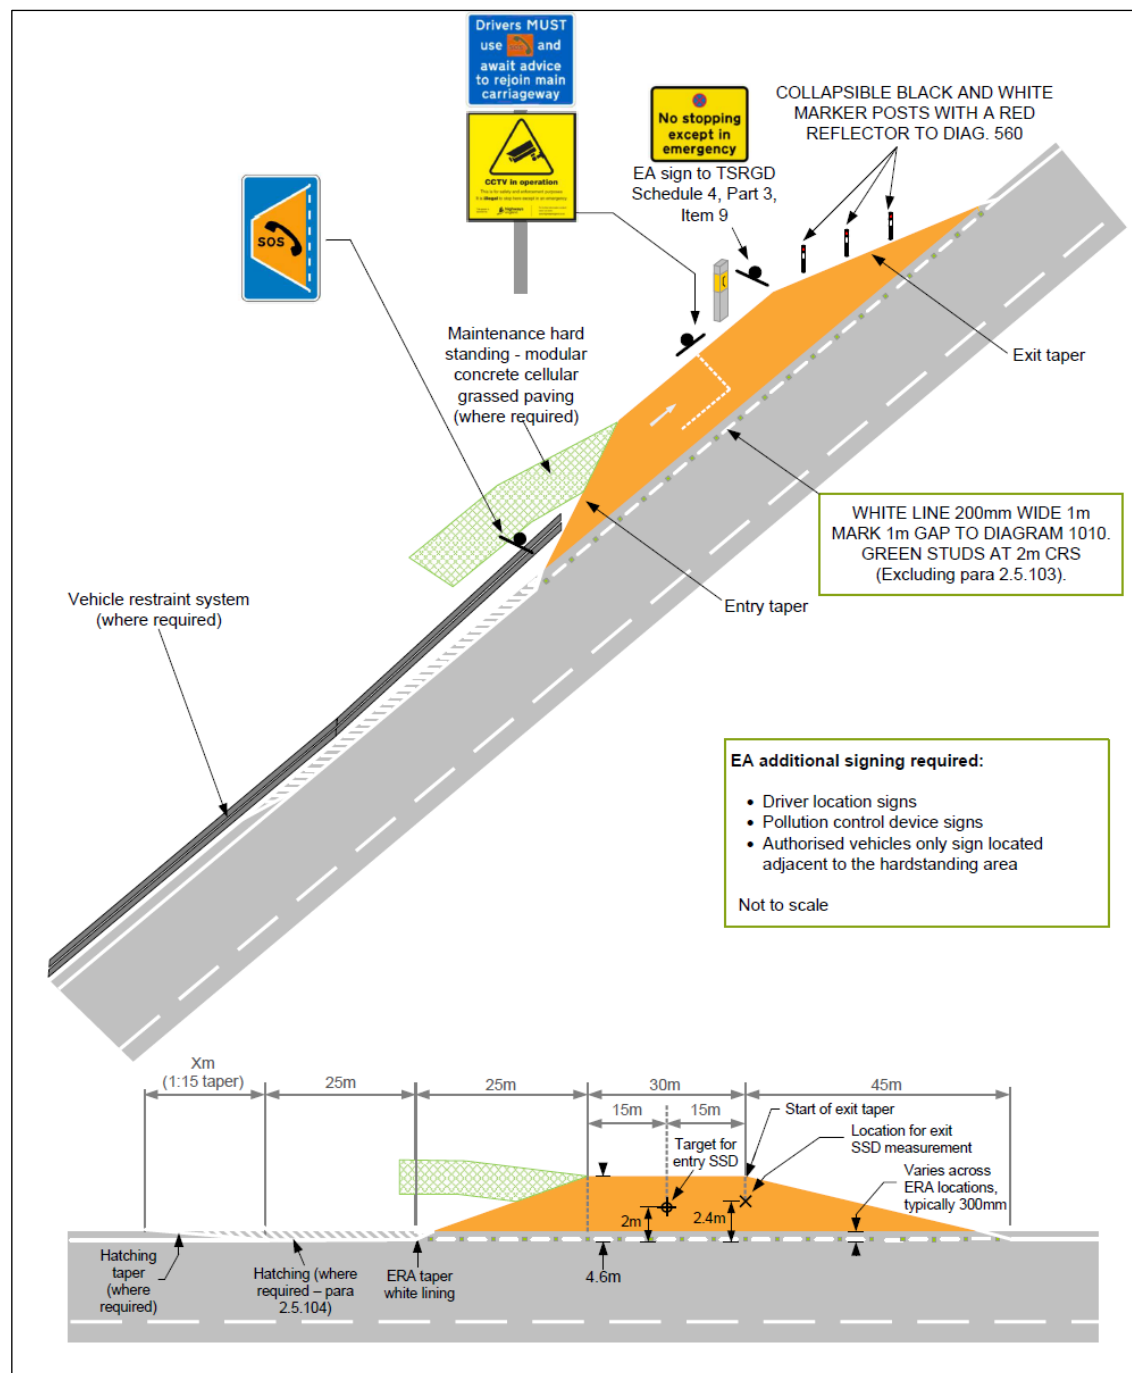 Drivers MUST
use SOS and
await advice
to rejoin main
carriageway
No stopping
except in
emergency
COLLAPSIBLE BLACK AND WHITE
MARKER POSTS WITH A RED
REFLECTOR TO DIAG. 560
CCTV in operation
EA sign to TSRGD
Schedule 4, Part 3,
Item 9
SOS
Maintenance hard
standing - modular
concrete cellular
grassed paving
(where required)
Exit taper
WHITE LINE 200mm WIDE 1m
MARK 1m GAP TO DIAGRAM 1010.
GREEN STUDS AT 2m CRS
(Excluding para 2.5.103).
Vehicle restraint system
(where required)
Entry taper
EA additional signing required:
• Driver location signs
• Pollution control device signs
• Authorised vehicles only sign located
adjacent to the hardstanding area
Not to scale
Xm
(1:15 taper)
25m
25m
30m
45m
15m
15m
Start of exit taper
Target for
entry SSD
Location for exit
SSD measurement
Varies across
ERA locations,
typically 300mm
2m
2.4m
Hatching
taper
(where
required)
Hatching (where
required – para
2.5.104)
ERA taper
white lining
4.6m